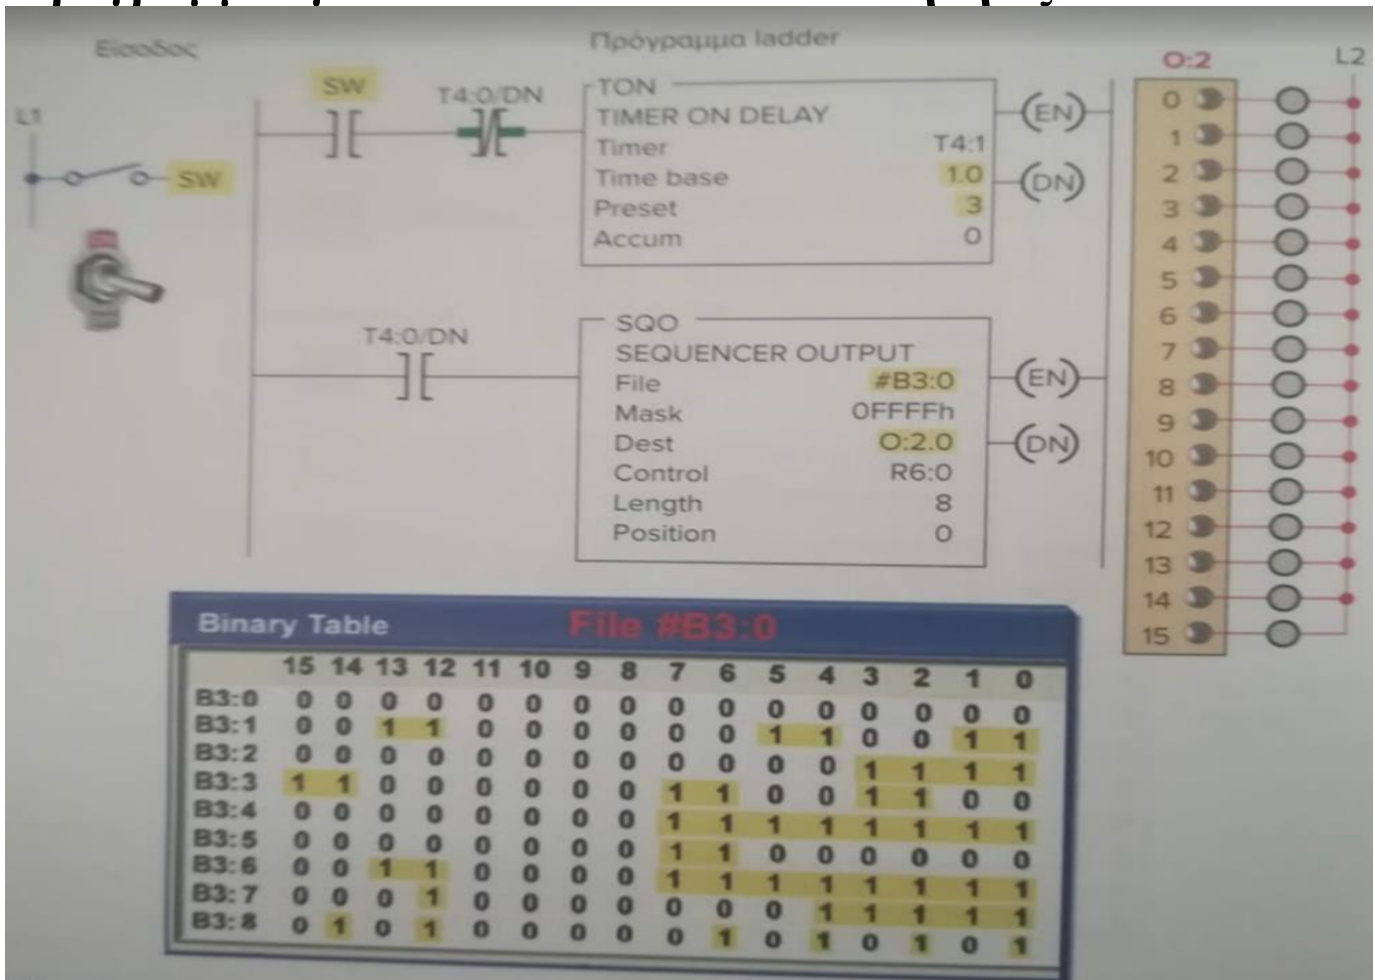 Είσοδος
Πρόγραμμα ladder
L1
SW
SW
T4:0/DN
TON
TIMER ON DELAY
Timer T4:1
Time base 1.0
Preset 3
Accum 0
EN
DN
T4:0/DN
SQO
SEQUENCER OUTPUT
File #B3:0
Mask 0FFFFh
Dest O:2.0
Control R6:0
Length 8
Position 0
EN
DN
O:2
L2
0
1
2
3
4
5
6
7
8
9
10
11
12
13
14
15
Binary Table File #B3:0
15 14 13 12 11 10 9 8 7 6 5 4 3 2 1 0
B3:0 0 0 0 0 0 0 0 0 0 0 0 0 0 0 0 0
B3:1 0 0 1 1 0 0 0 0 0 0 1 1 0 0 1 1
B3:2 0 0 0 0 0 0 0 0 0 0 0 0 1 1 1 1
B3:3 1 1 0 0 0 0 0 0 1 1 0 0 1 1 0 0
B3:4 0 0 0 0 0 0 0 0 1 1 1 1 1 1 1 1
B3:5 0 0 0 0 0 0 0 0 1 1 0 0 0 0 0 0
B3:6 0 0 1 1 0 0 0 0 1 1 1 1 1 1 1 1
B3:7 0 0 0 1 0 0 0 0 0 0 0 1 1 1 1 1
B3:8 0 1 0 1 0 0 0 0 0 1 0 1 0 1 0 1